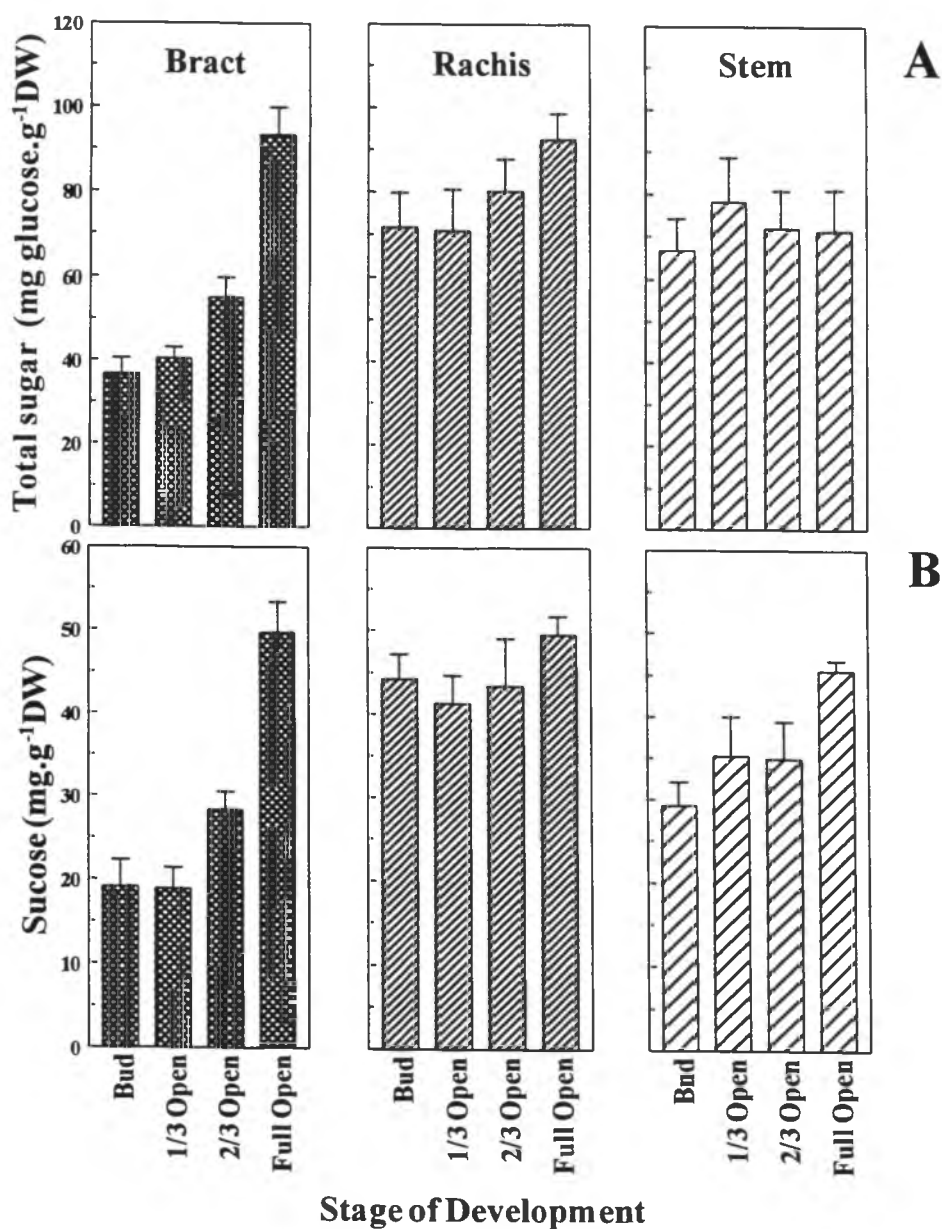 Bract
Rachis
Stem
A
Total sugar (mg glucose.g-1DW)
120
100
80
60
40
20
0
B
Sucose (mg.g-1DW)
60
50
40
30
20
10
0
Bud
1/3 Open
2/3 Open
Full Open
Bud
1/3 Open
2/3 Open
Full Open
Bud
1/3 Open
2/3 Open
Full Open
Stage of Development